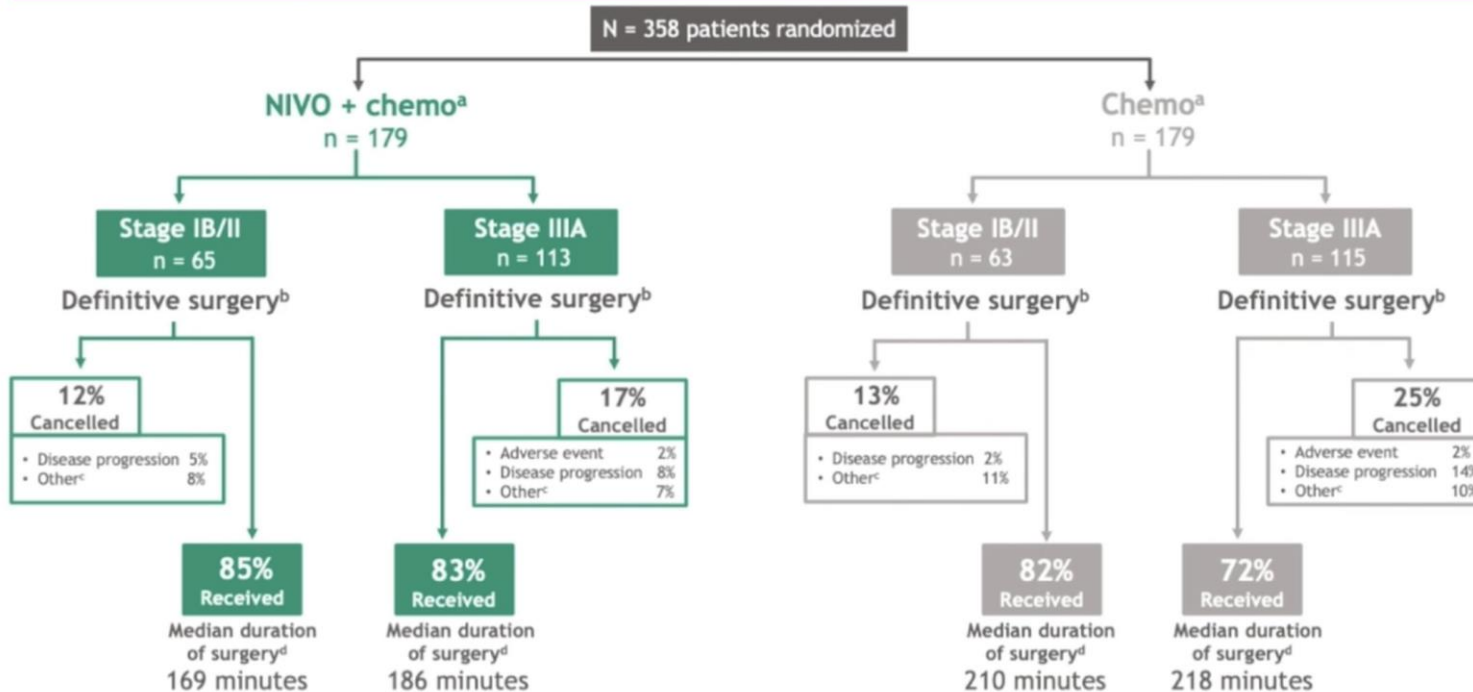 N = 358 patients randomized
NIVO + chemoᵃ
n = 179
Chemoᵃ
n = 179
Stage IB/II
n = 65
Stage IIIA
n = 113
Stage IB/II
n = 63
Stage IIIA
n = 115
Definitive surgeryᵇ
Definitive surgeryᵇ
Definitive surgeryᵇ
Definitive surgeryᵇ
12%
Cancelled
• Disease progression 5%
• Otherᶜ 8%
17%
Cancelled
• Adverse event 2%
• Disease progression 8%
• Otherᶜ 7%
13%
Cancelled
• Disease progression 2%
• Otherᶜ 11%
25%
Cancelled
• Adverse event 2%
• Disease progression 14%
• Otherᶜ 10%
85%
Received
Median duration
of surgeryᵈ
169 minutes
83%
Received
Median duration
of surgeryᵈ
186 minutes
82%
Received
Median duration
of surgeryᵈ
210 minutes
72%
Received
Median duration
of surgeryᵈ
218 minutes